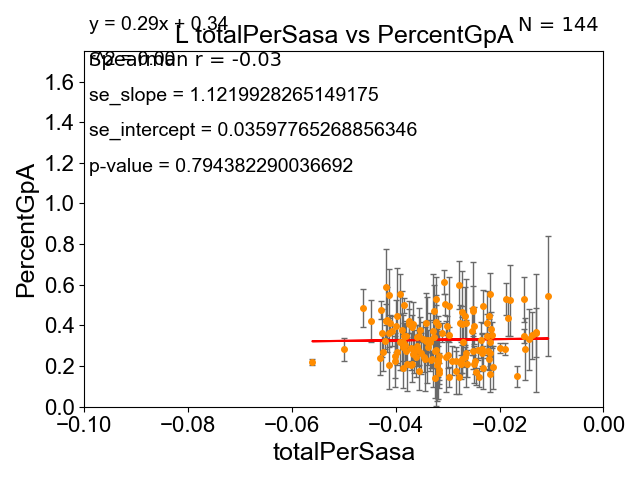 y = 0.29x + 0.34
N = 144
L totalPerSasa vs PercentGpA
Spearman r = -0.03
se_slope = 1.1219928265149175
se_intercept = 0.03597765268856346
p-value = 0.794382290036692
PercentGpA
1.6
1.4
1.2
1.0
0.8
0.6
0.4
0.2
0.0
−0.10
−0.08
−0.06
−0.04
−0.02
0.00
totalPerSasa